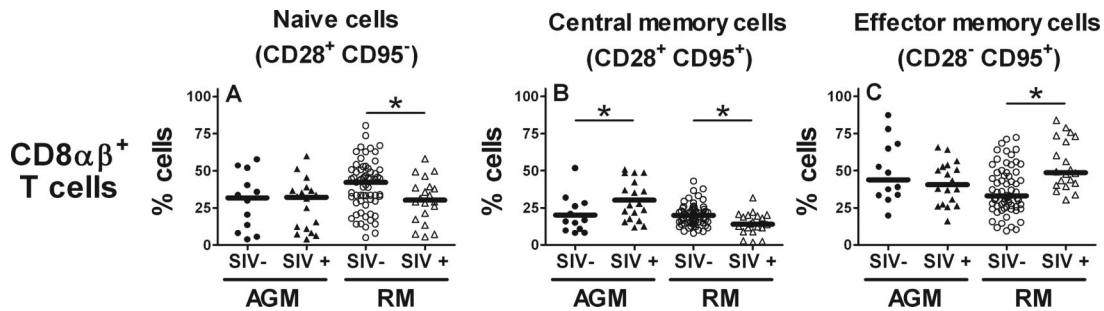 Naive cells
(CD28+ CD95-)
Central memory cells
(CD28+ CD95+)
Effector memory cells
(CD28- CD95+)
CD8αβ+
T cells
A
% cells
100
75
50
25
0
*
SIV- SIV + SIV- SIV +
AGM RM
B
% cells
100
75
50
25
0
* *
SIV- SIV + SIV- SIV +
AGM RM
C
% cells
100
75
50
25
0
*
SIV- SIV + SIV- SIV +
AGM RM